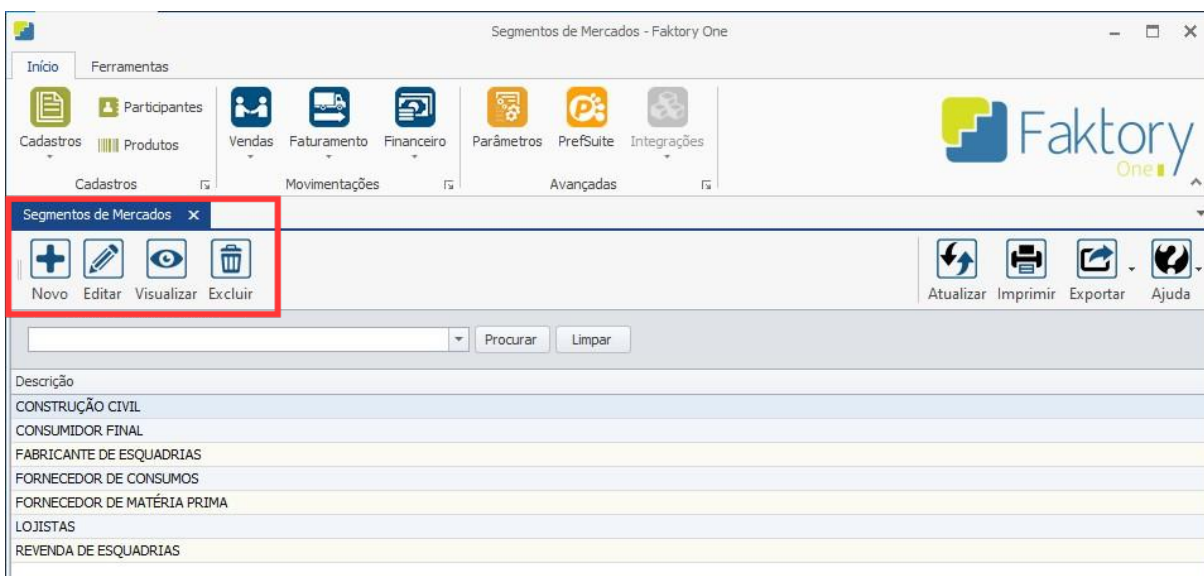 Segmentos de Mercados - Faktory One
Início Ferramentas
Cadastros Participantes Produtos Vendas Faturamento Financeiro Parâmetros PrefSuite Integrações
Cadastros Movimentações Avançadas
Faktory
One
Segmentos de Mercados
Novo Editar Visualizar Excluir Atualizar Imprimir Exportar Ajuda
Procurar Limpar
Descrição
CONSTRUÇÃO CIVIL
CONSUMIDOR FINAL
FABRICANTE DE ESQUADRIAS
FORNECEDOR DE CONSUMOS
FORNECEDOR DE MATÉRIA PRIMA
LOJISTAS
REVENDA DE ESQUADRIAS